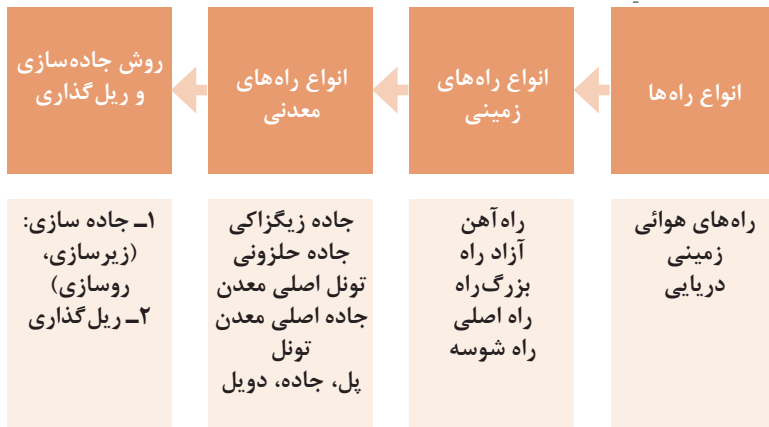 انواع راه‌ها
انواع راه‌های
زمینی
انواع راه‌های
معدنی
روش جاده‌سازی
و ریل‌گذاری
راه‌های هوائی
زمینی
دریایی
راه‌آهن
آزاد راه
بزرگ‌راه
راه اصلی
راه شوسه
جاده زیگزاکی
جاده حلزونی
تونل اصلی معدن
جاده اصلی معدن
تونل
پل، جاده، دویل
۱ــ جاده سازی:
(زیرسازی،
روسازی)
۲ــ ریل‌گذاری